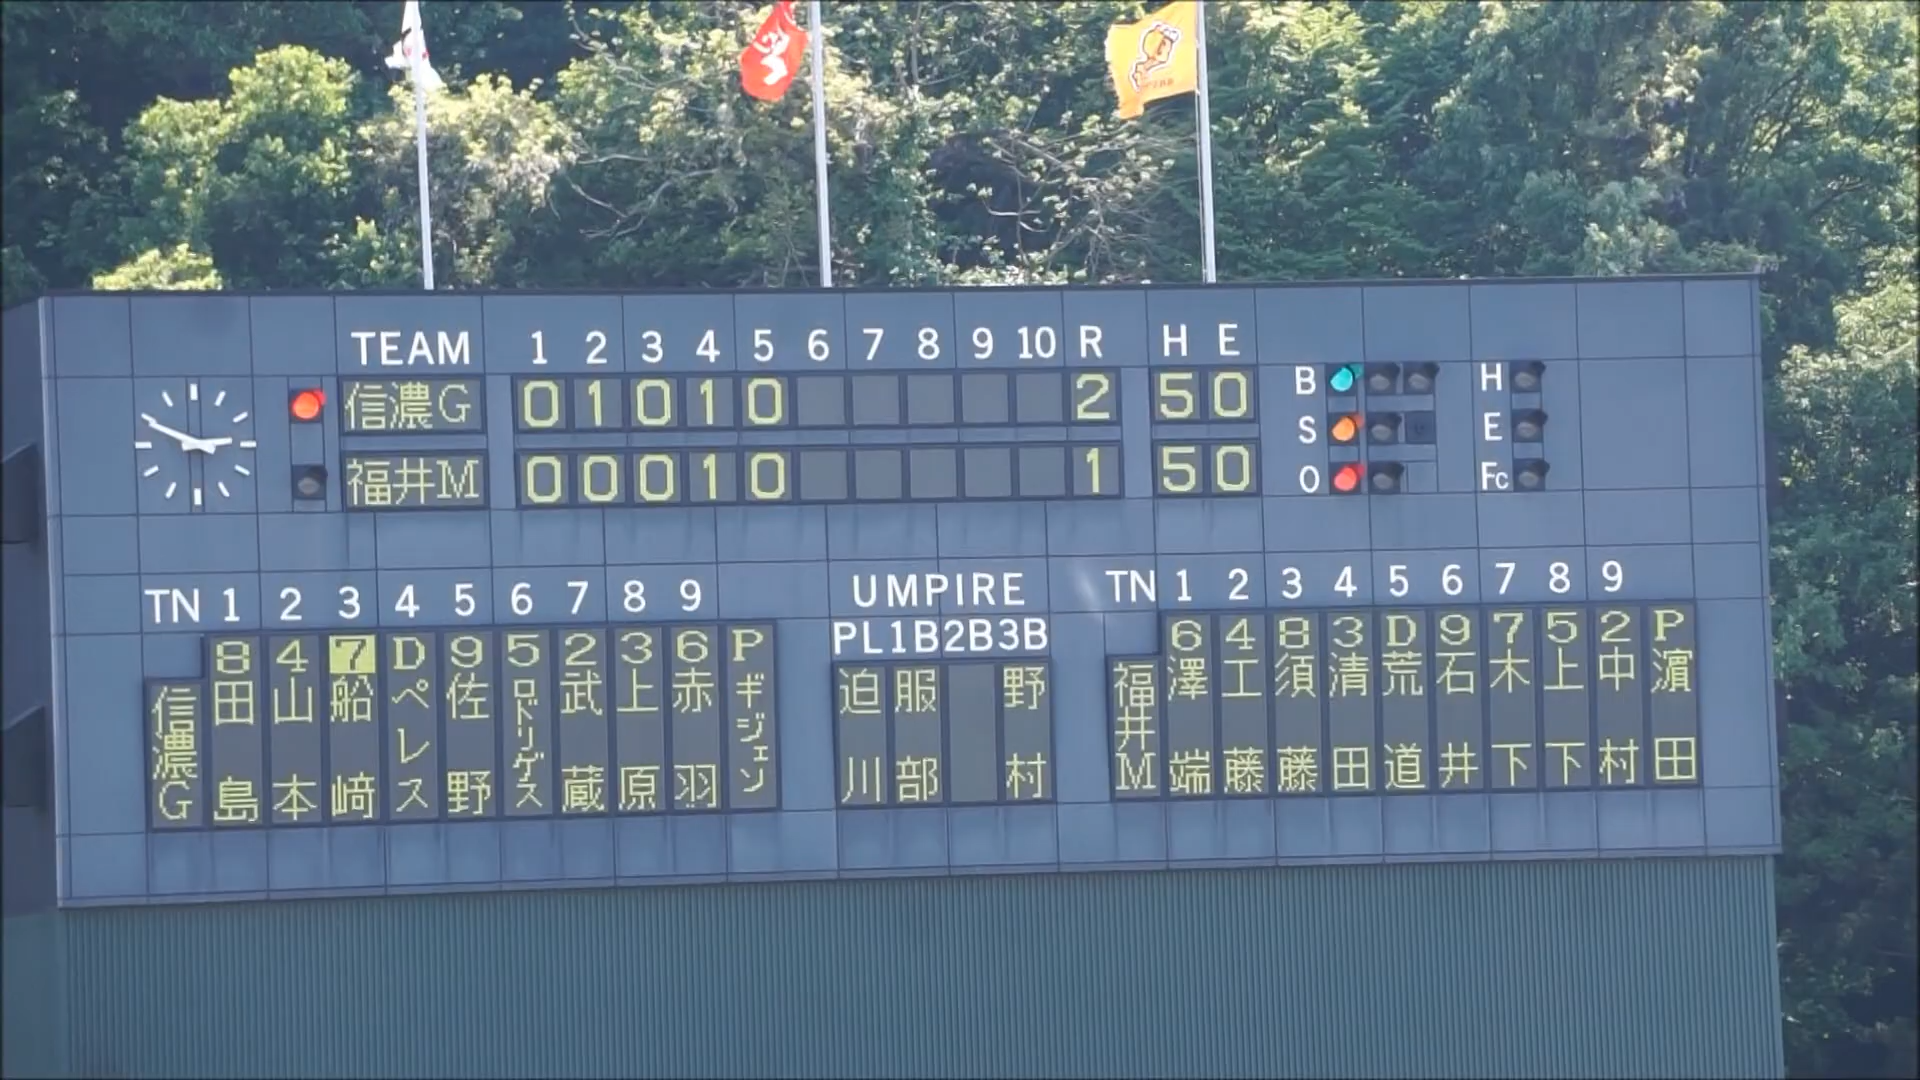 TEAM 1 2 3 4 5 6 7 8 9 10 R H E
信濃G 0 1 0 1 0 2 5 0 B H
S E
福井M 0 0 0 1 0 1 5 0 O Fc
TN 1 2 3 4 5 6 7 8 9
8 4 7 D 9 5 2 3 6 P
信濃G
田島
山本
船﨑
ペレス
佐野
ロドリゲス
武蔵
上原
赤羽
ギジェン
UMPIRE
PL 1B 2B 3B
迫川
服部
野村
TN 1 2 3 4 5 6 7 8 9
6 4 8 3 D 9 7 5 2 P
福井M
澤端
工藤
須藤
清田
荒道
石井
木下
上下
中村
濱田